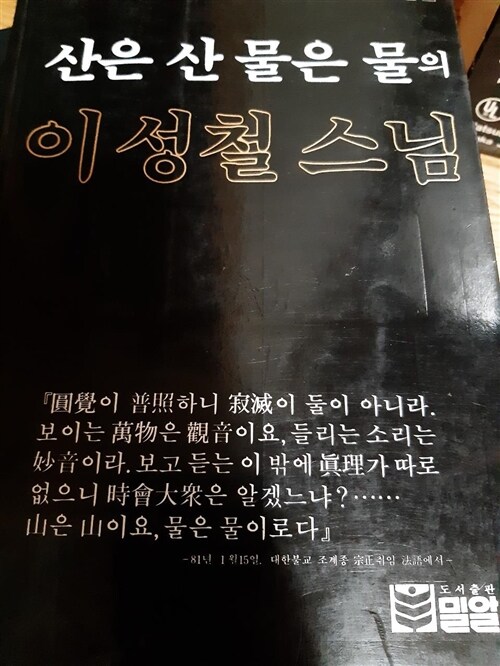 산은 산 물은 물의
이성철 스님
『圓覺이 普照하니 寂滅이 둘이 아니라.
보이는 萬物은 觀音이요, 들리는 소리는
妙音이라. 보고 듣는 이 밖에 眞理가 따로
없으니 時會大衆은 알겠느냐?……
山은 山이요, 물은 물이로다』
-81년 1월15일. 대한불교 조계종 宗正취임 法語에서-
도서출판
밀알